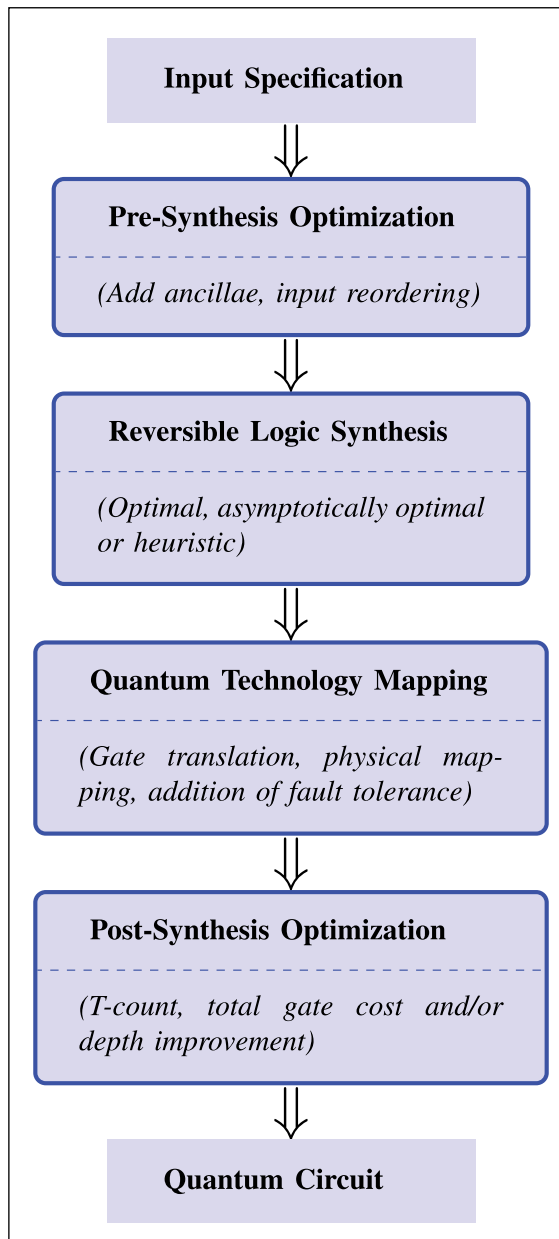 Input Specification
Pre-Synthesis Optimization
(Add ancillae, input reordering)
Reversible Logic Synthesis
(Optimal, asymptotically optimal
or heuristic)
Quantum Technology Mapping
(Gate translation, physical map-
ping, addition of fault tolerance)
Post-Synthesis Optimization
(T-count, total gate cost and/or
depth improvement)
Quantum Circuit